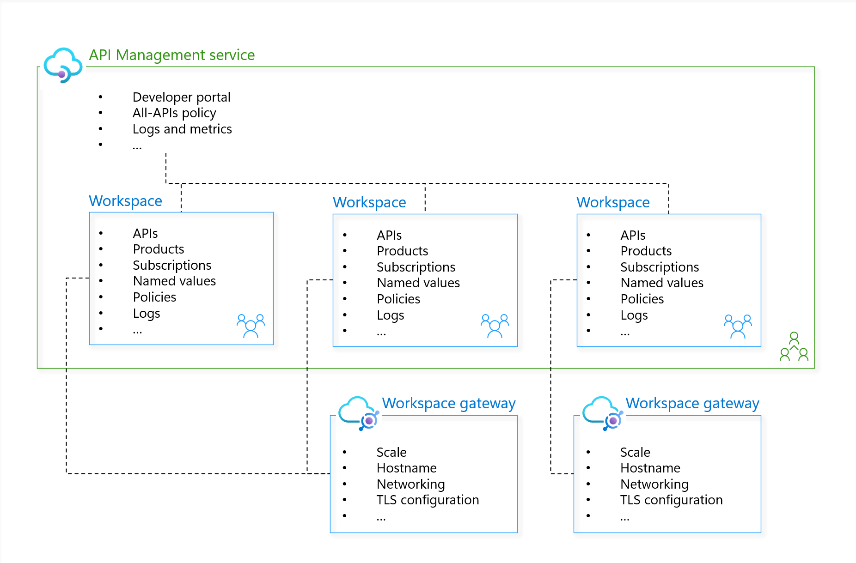 API Management service
• Developer portal
• All-APIs policy
• Logs and metrics
• ...
Workspace
• APIs
• Products
• Subscriptions
• Named values
• Policies
• Logs
• ...
Workspace
• APIs
• Products
• Subscriptions
• Named values
• Policies
• Logs
• ...
Workspace
• APIs
• Products
• Subscriptions
• Named values
• Policies
• Logs
• ...
Workspace gateway
• Scale
• Hostname
• Networking
• TLS configuration
• ...
Workspace gateway
• Scale
• Hostname
• Networking
• TLS configuration
• ...